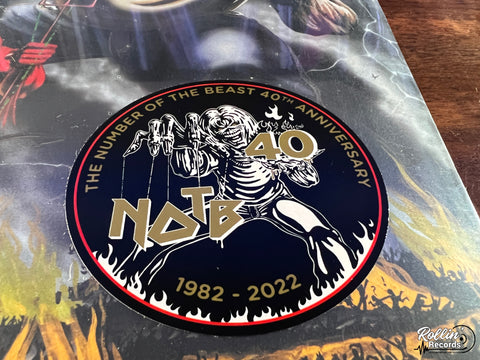 THE NUMBER OF THE BEAST 40TH ANNIVERSARY
40
NOTB
1982 - 2022
Rollin'
Records